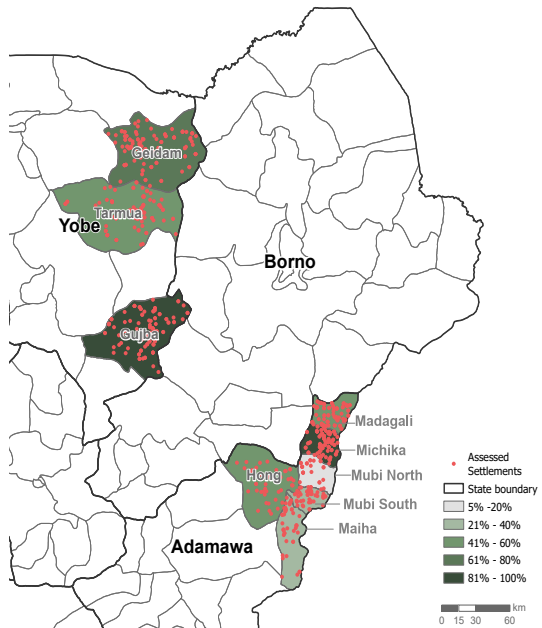 Geidam
Tarmua
Yobe
Borno
Gujba
Madagali
Michika
Mubi North
Hong
Mubi South
Maiha
Adamawa
Assessed
Settlements
State boundary
5% -20%
21% - 40%
41% - 60%
61% - 80%
81% - 100%
km
0 15 30 60